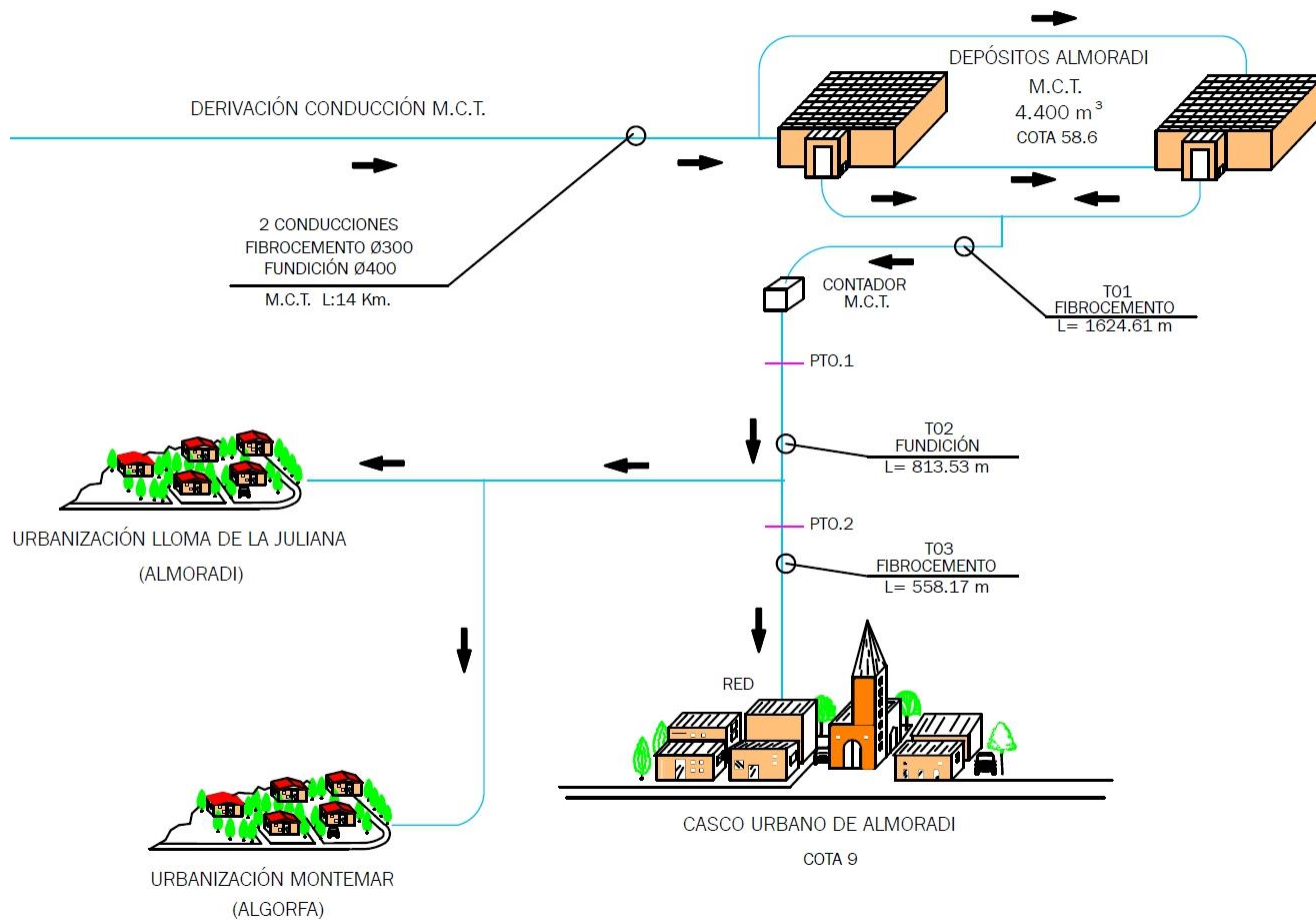 DEPÓSITOS ALMORADI
M.C.T.
4.400 m³
COTA 58.6
DERIVACIÓN CONDUCCIÓN M.C.T.
2 CONDUCCIONES
FIBROCEMENTO Ø300
FUNDICIÓN Ø400
M.C.T. L:14 Km.
CONTADOR
M.C.T.
T01
FIBROCEMENTO
L= 1624.61 m
PTO.1
T02
FUNDICIÓN
L= 813.53 m
PTO.2
T03
FIBROCEMENTO
L= 558.17 m
URBANIZACIÓN LLOMA DE LA JULIANA
(ALMORADI)
RED
CASCO URBANO DE ALMORADI
COTA 9
URBANIZACIÓN MONTEMAR
(ALGORFA)